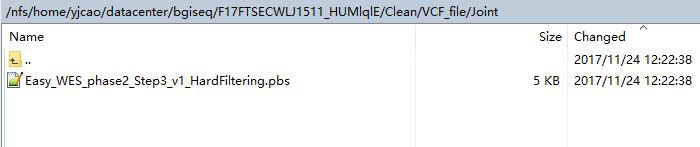 /nfs/home/yjcao/datacenter/bgiseq/F17FTSECWLJ1511_HUMlqlE/Clean/VCF_file/Joint
Name Size Changed
.. 2017/11/24 12:22:38
Easy_WES_phase2_Step3_v1_HardFiltering.pbs 5 KB 2017/11/24 12:22:38